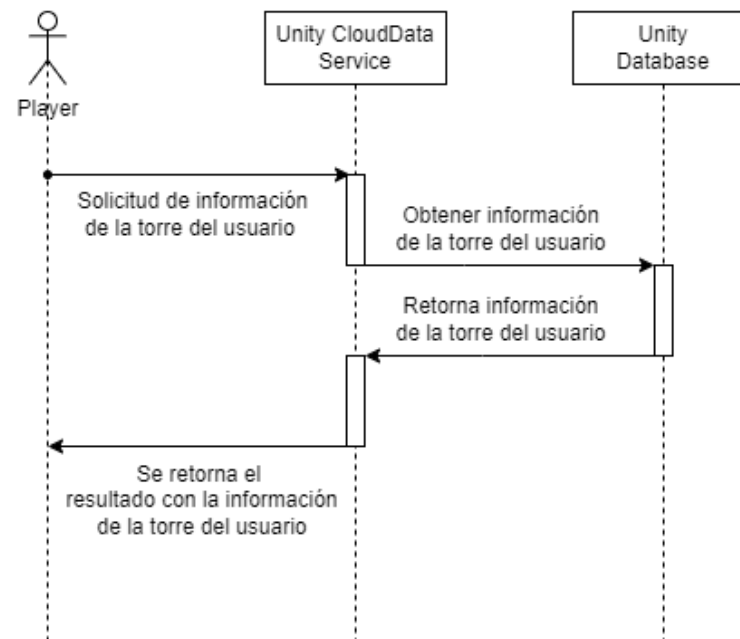 Unity CloudData
Service
Unity
Database
Player
Solicitud de información
de la torre del usuario
Obtener información
de la torre del usuario
Retorna información
de la torre del usuario
Se retorna el
resultado con la información
de la torre del usuario